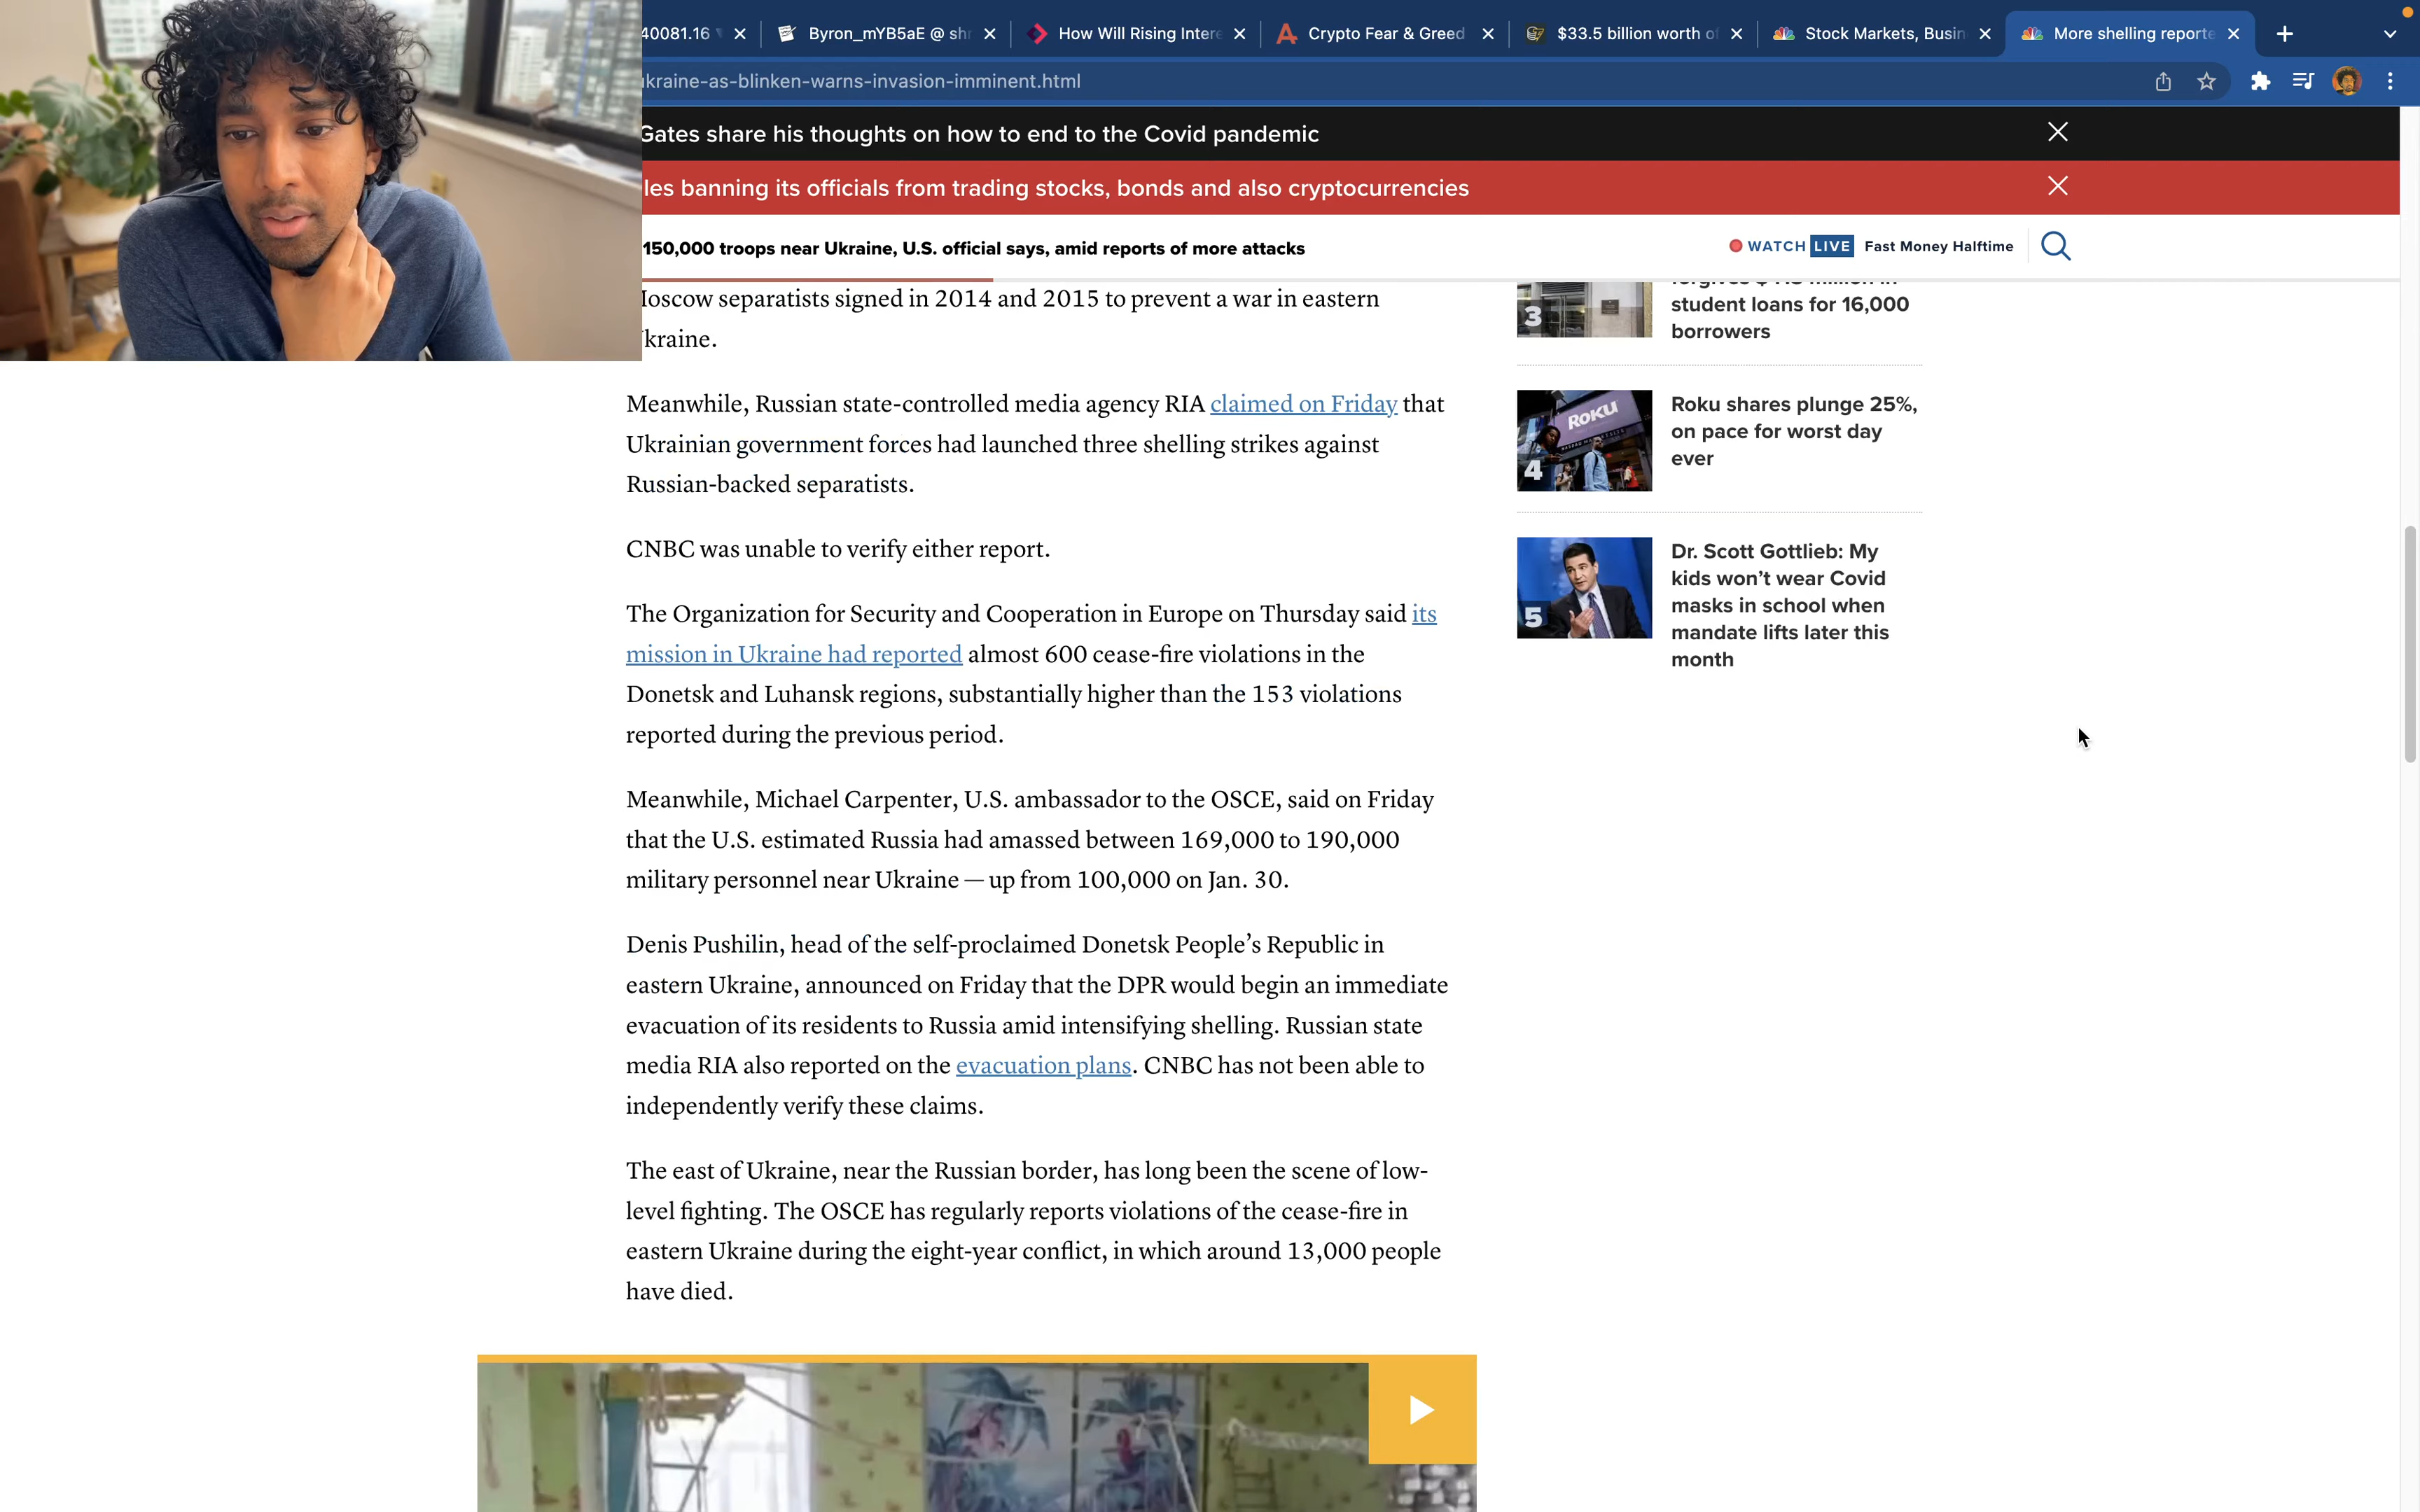 40081.16
Byron_mYB5aE @ sh
How Will Rising Inter
Crypto Fear & Greed
$33.5 billion worth of
Stock Markets, Busin
More shelling reporte
kraine-as-blinken-warns-invasion-imminent.html
Gates share his thoughts on how to end to the Covid pandemic
les banning its officials from trading stocks, bonds and also cryptocurrencies
150,000 troops near Ukraine, U.S. official says, amid reports of more attacks
WATCH LIVE Fast Money Halftime
Moscow separatists signed in 2014 and 2015 to prevent a war in eastern
kraine.
Meanwhile, Russian state-controlled media agency RIA claimed on Friday that
Ukrainian government forces had launched three shelling strikes against
Russian-backed separatists.
CNBC was unable to verify either report.
The Organization for Security and Cooperation in Europe on Thursday said its
mission in Ukraine had reported almost 600 cease-fire violations in the
Donetsk and Luhansk regions, substantially higher than the 153 violations
reported during the previous period.
Meanwhile, Michael Carpenter, U.S. ambassador to the OSCE, said on Friday
that the U.S. estimated Russia had amassed between 169,000 to 190,000
military personnel near Ukraine — up from 100,000 on Jan. 30.
Denis Pushilin, head of the self-proclaimed Donetsk People’s Republic in
eastern Ukraine, announced on Friday that the DPR would begin an immediate
evacuation of its residents to Russia amid intensifying shelling. Russian state
media RIA also reported on the evacuation plans. CNBC has not been able to
independently verify these claims.
The east of Ukraine, near the Russian border, has long been the scene of low-
level fighting. The OSCE has regularly reports violations of the cease-fire in
eastern Ukraine during the eight-year conflict, in which around 13,000 people
have died.
3
student loans for 16,000
borrowers
ROKU
4
Roku shares plunge 25%,
on pace for worst day
ever
5
Dr. Scott Gottlieb: My
kids won’t wear Covid
masks in school when
mandate lifts later this
month